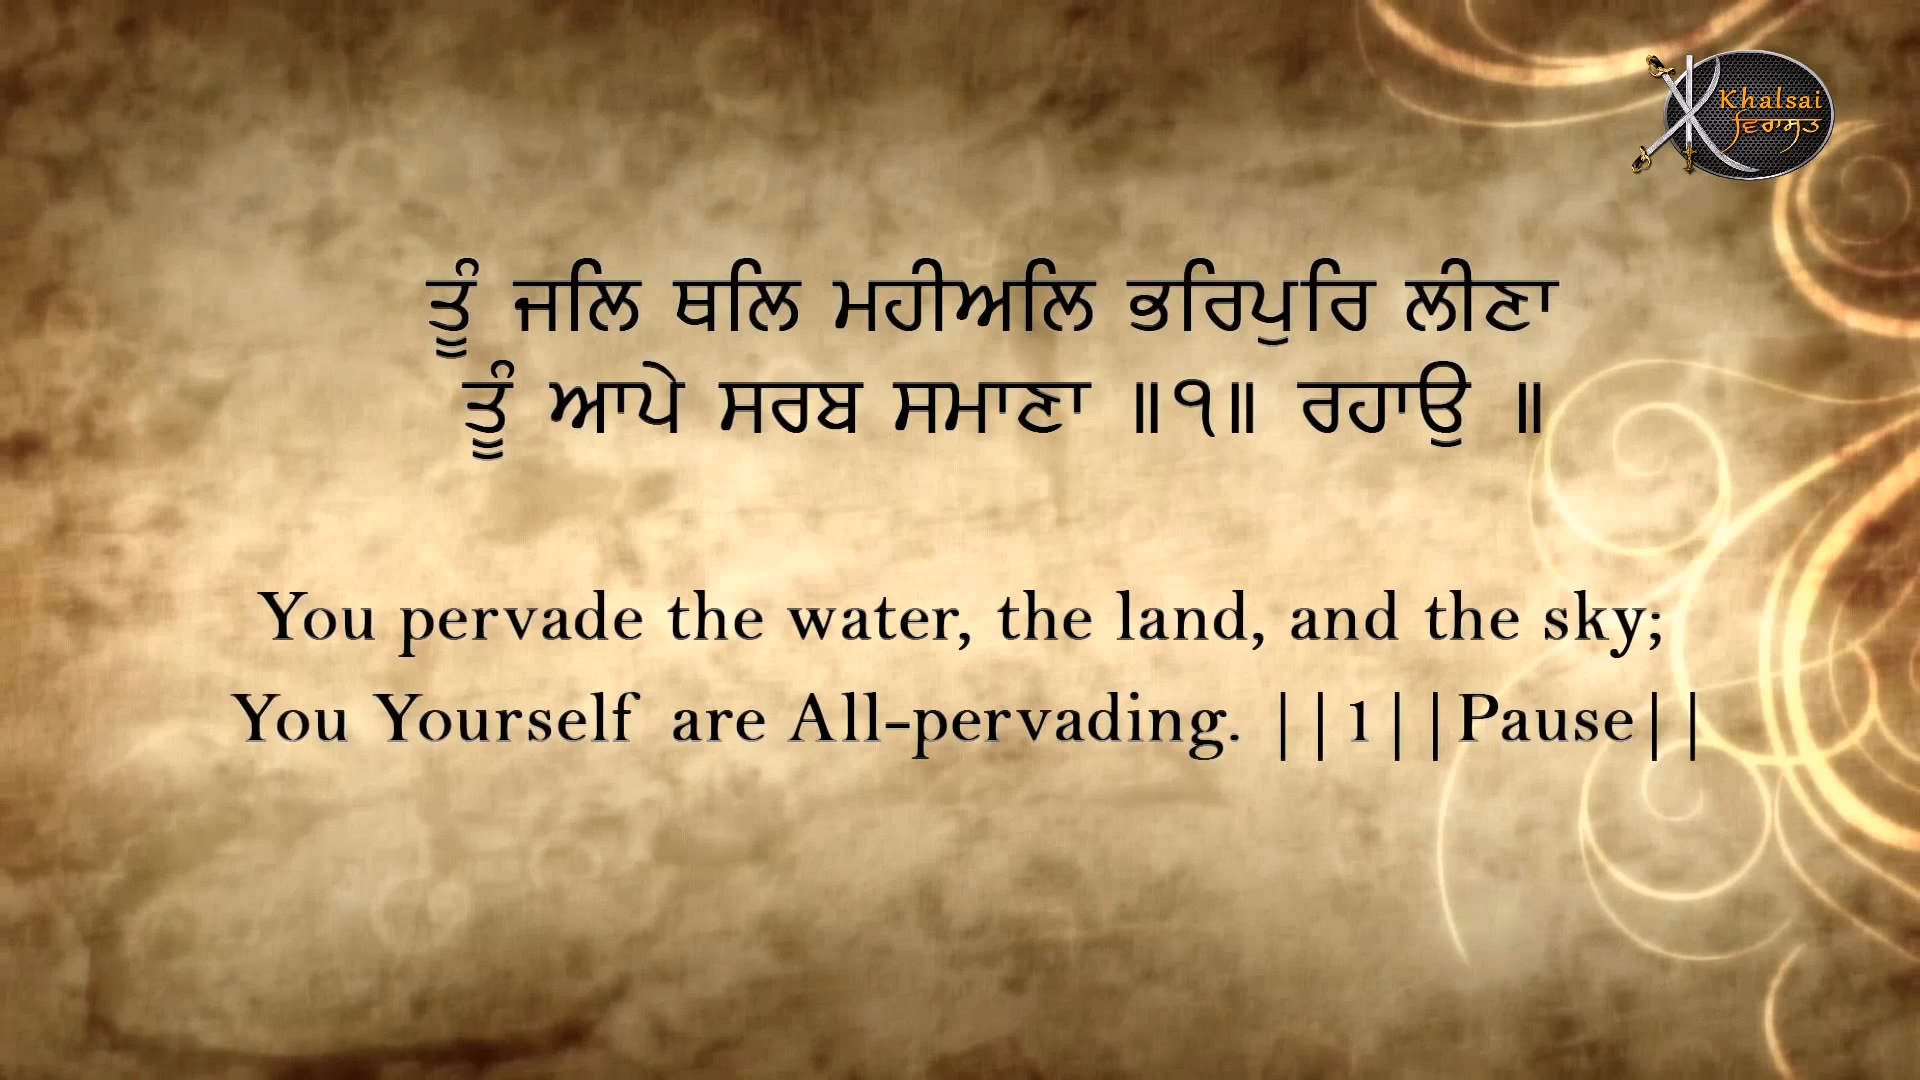 Khalsai
ਵਿਰਾਸਤ
ਤੂੰ ਜਲਿ ਥਲਿ ਮਹੀਅਲਿ ਭਰਿਪੁਰਿ ਲੀਣਾ
ਤੂੰ ਆਪੇ ਸਰਬ ਸਮਾਣਾ ॥੧॥ ਰਹਾਉ ॥
You pervade the water, the land, and the sky;
You Yourself are All-pervading. ||1||Pause||